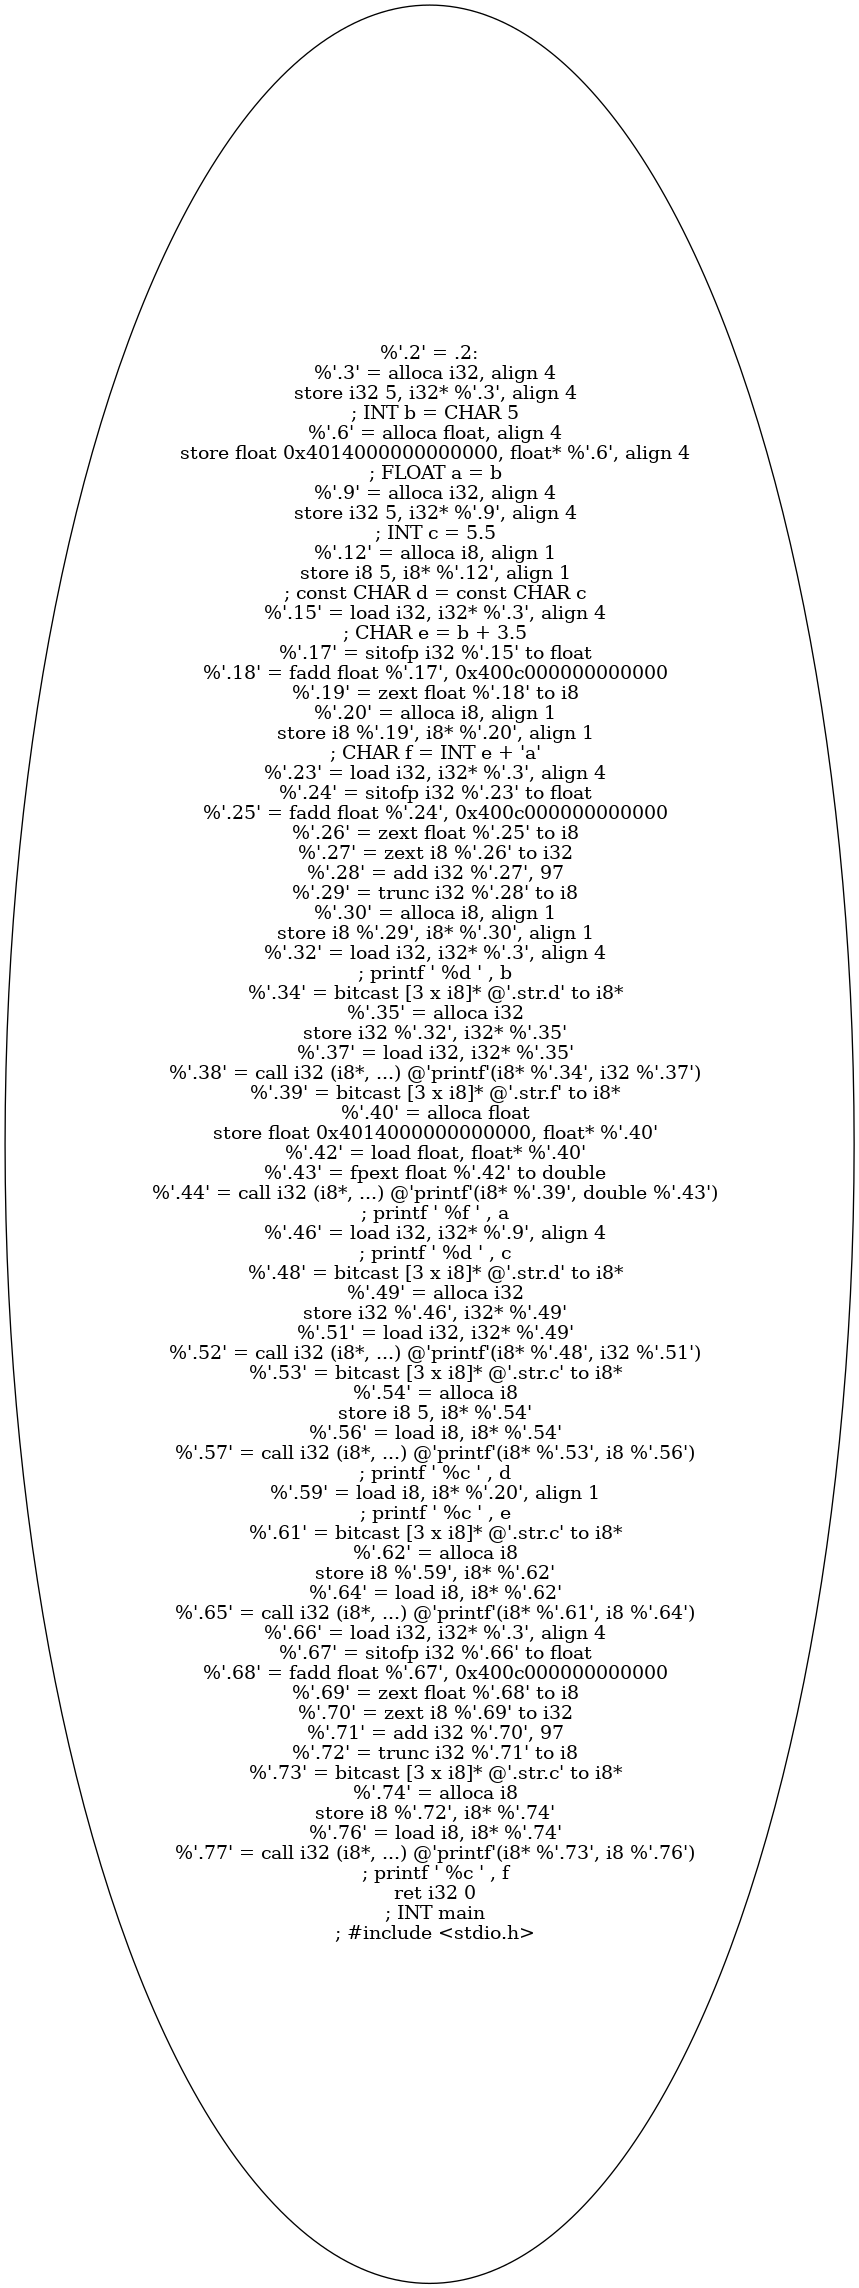 %'.2' = .2:
%'.3' = alloca i32, align 4
store i32 5, i32* %'.3', align 4
; INT b = CHAR 5
%'.6' = alloca float, align 4
store float 0x4014000000000000, float* %'.6', align 4
; FLOAT a = b
%'.9' = alloca i32, align 4
store i32 5, i32* %'.9', align 4
; INT c = 5.5
%'.12' = alloca i8, align 1
store i8 5, i8* %'.12', align 1
; const CHAR d = const CHAR c
%'.15' = load i32, i32* %'.3', align 4
; CHAR e = b + 3.5
%'.17' = sitofp i32 %'.15' to float
%'.18' = fadd float %'.17', 0x400c000000000000
%'.19' = zext float %'.18' to i8
%'.20' = alloca i8, align 1
store i8 %'.19', i8* %'.20', align 1
; CHAR f = INT e + 'a'
%'.23' = load i32, i32* %'.3', align 4
%'.24' = sitofp i32 %'.23' to float
%'.25' = fadd float %'.24', 0x400c000000000000
%'.26' = zext float %'.25' to i8
%'.27' = zext i8 %'.26' to i32
%'.28' = add i32 %'.27', 97
%'.29' = trunc i32 %'.28' to i8
%'.30' = alloca i8, align 1
store i8 %'.29', i8* %'.30', align 1
%'.32' = load i32, i32* %'.3', align 4
; printf ' %d ' , b
%'.34' = bitcast [3 x i8]* @'.str.d' to i8*
%'.35' = alloca i32
store i32 %'.32', i32* %'.35'
%'.37' = load i32, i32* %'.35'
%'.38' = call i32 (i8*, ...) @'printf'(i8* %'.34', i32 %'.37')
%'.39' = bitcast [3 x i8]* @'.str.f' to i8*
%'.40' = alloca float
store float 0x4014000000000000, float* %'.40'
%'.42' = load float, float* %'.40'
%'.43' = fpext float %'.42' to double
%'.44' = call i32 (i8*, ...) @'printf'(i8* %'.39', double %'.43')
; printf ' %f ' , a
%'.46' = load i32, i32* %'.9', align 4
; printf ' %d ' , c
%'.48' = bitcast [3 x i8]* @'.str.d' to i8*
%'.49' = alloca i32
store i32 %'.46', i32* %'.49'
%'.51' = load i32, i32* %'.49'
%'.52' = call i32 (i8*, ...) @'printf'(i8* %'.48', i32 %'.51')
%'.53' = bitcast [3 x i8]* @'.str.c' to i8*
%'.54' = alloca i8
store i8 5, i8* %'.54'
%'.56' = load i8, i8* %'.54'
%'.57' = call i32 (i8*, ...) @'printf'(i8* %'.53', i8 %'.56')
; printf ' %c ' , d
%'.59' = load i8, i8* %'.20', align 1
; printf ' %c ' , e
%'.61' = bitcast [3 x i8]* @'.str.c' to i8*
%'.62' = alloca i8
store i8 %'.59', i8* %'.62'
%'.64' = load i8, i8* %'.62'
%'.65' = call i32 (i8*, ...) @'printf'(i8* %'.61', i8 %'.64')
%'.66' = load i32, i32* %'.3', align 4
%'.67' = sitofp i32 %'.66' to float
%'.68' = fadd float %'.67', 0x400c000000000000
%'.69' = zext float %'.68' to i8
%'.70' = zext i8 %'.69' to i32
%'.71' = add i32 %'.70', 97
%'.72' = trunc i32 %'.71' to i8
%'.73' = bitcast [3 x i8]* @'.str.c' to i8*
%'.74' = alloca i8
store i8 %'.72', i8* %'.74'
%'.76' = load i8, i8* %'.74'
%'.77' = call i32 (i8*, ...) @'printf'(i8* %'.73', i8 %'.76')
; printf ' %c ' , f
ret i32 0
; INT main
; #include <stdio.h>